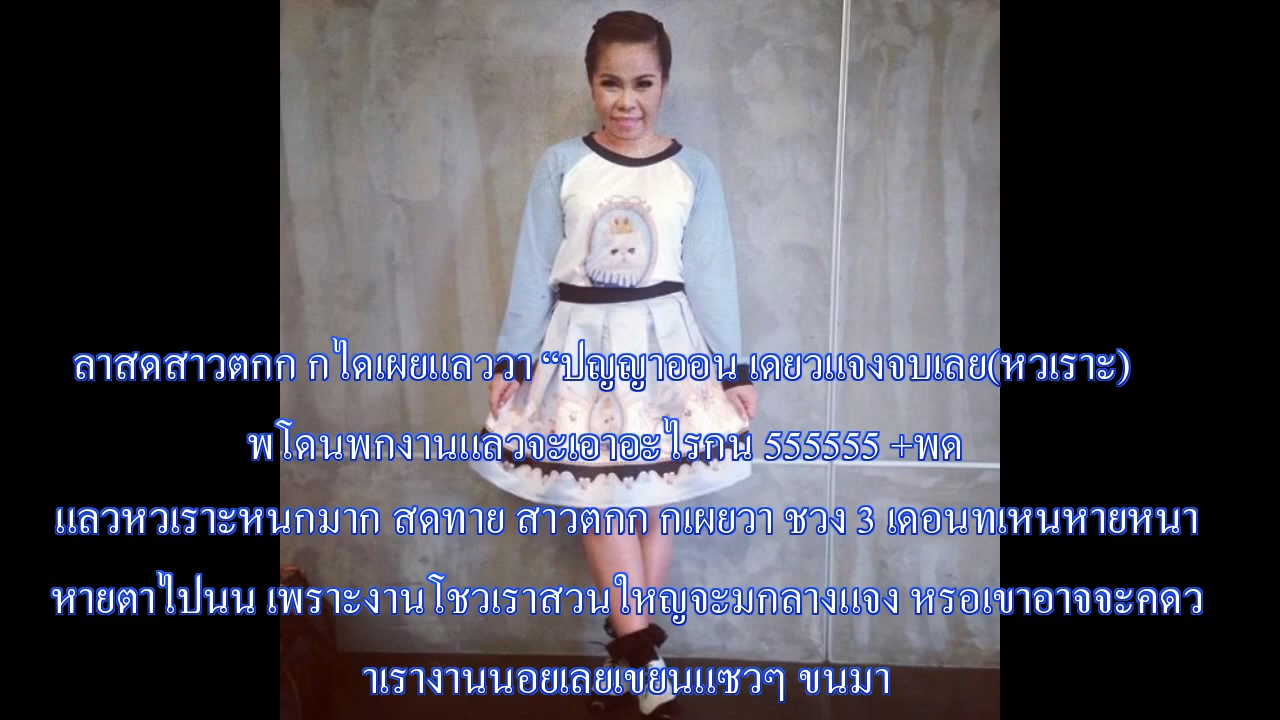 ลาสดสาวตกก กไดเผยแลววา “ปญญาออน เดยวแจงจบเลย(หวเราะ)
พโดนพกงานแลวจะเอาอะไรกน 555555 +พด
แลวหวเราะหนกมาก สดทาย สาวตกก กเผยวา ชวง 3 เดอนทเหนหายหนา
หายตาไปนน เพราะงานโชวเราสวนใหญจะมกลางแจง หรอเขาอาจจะคดว
าเรางานนอยเลยเขยนแซวๆ ขนมา